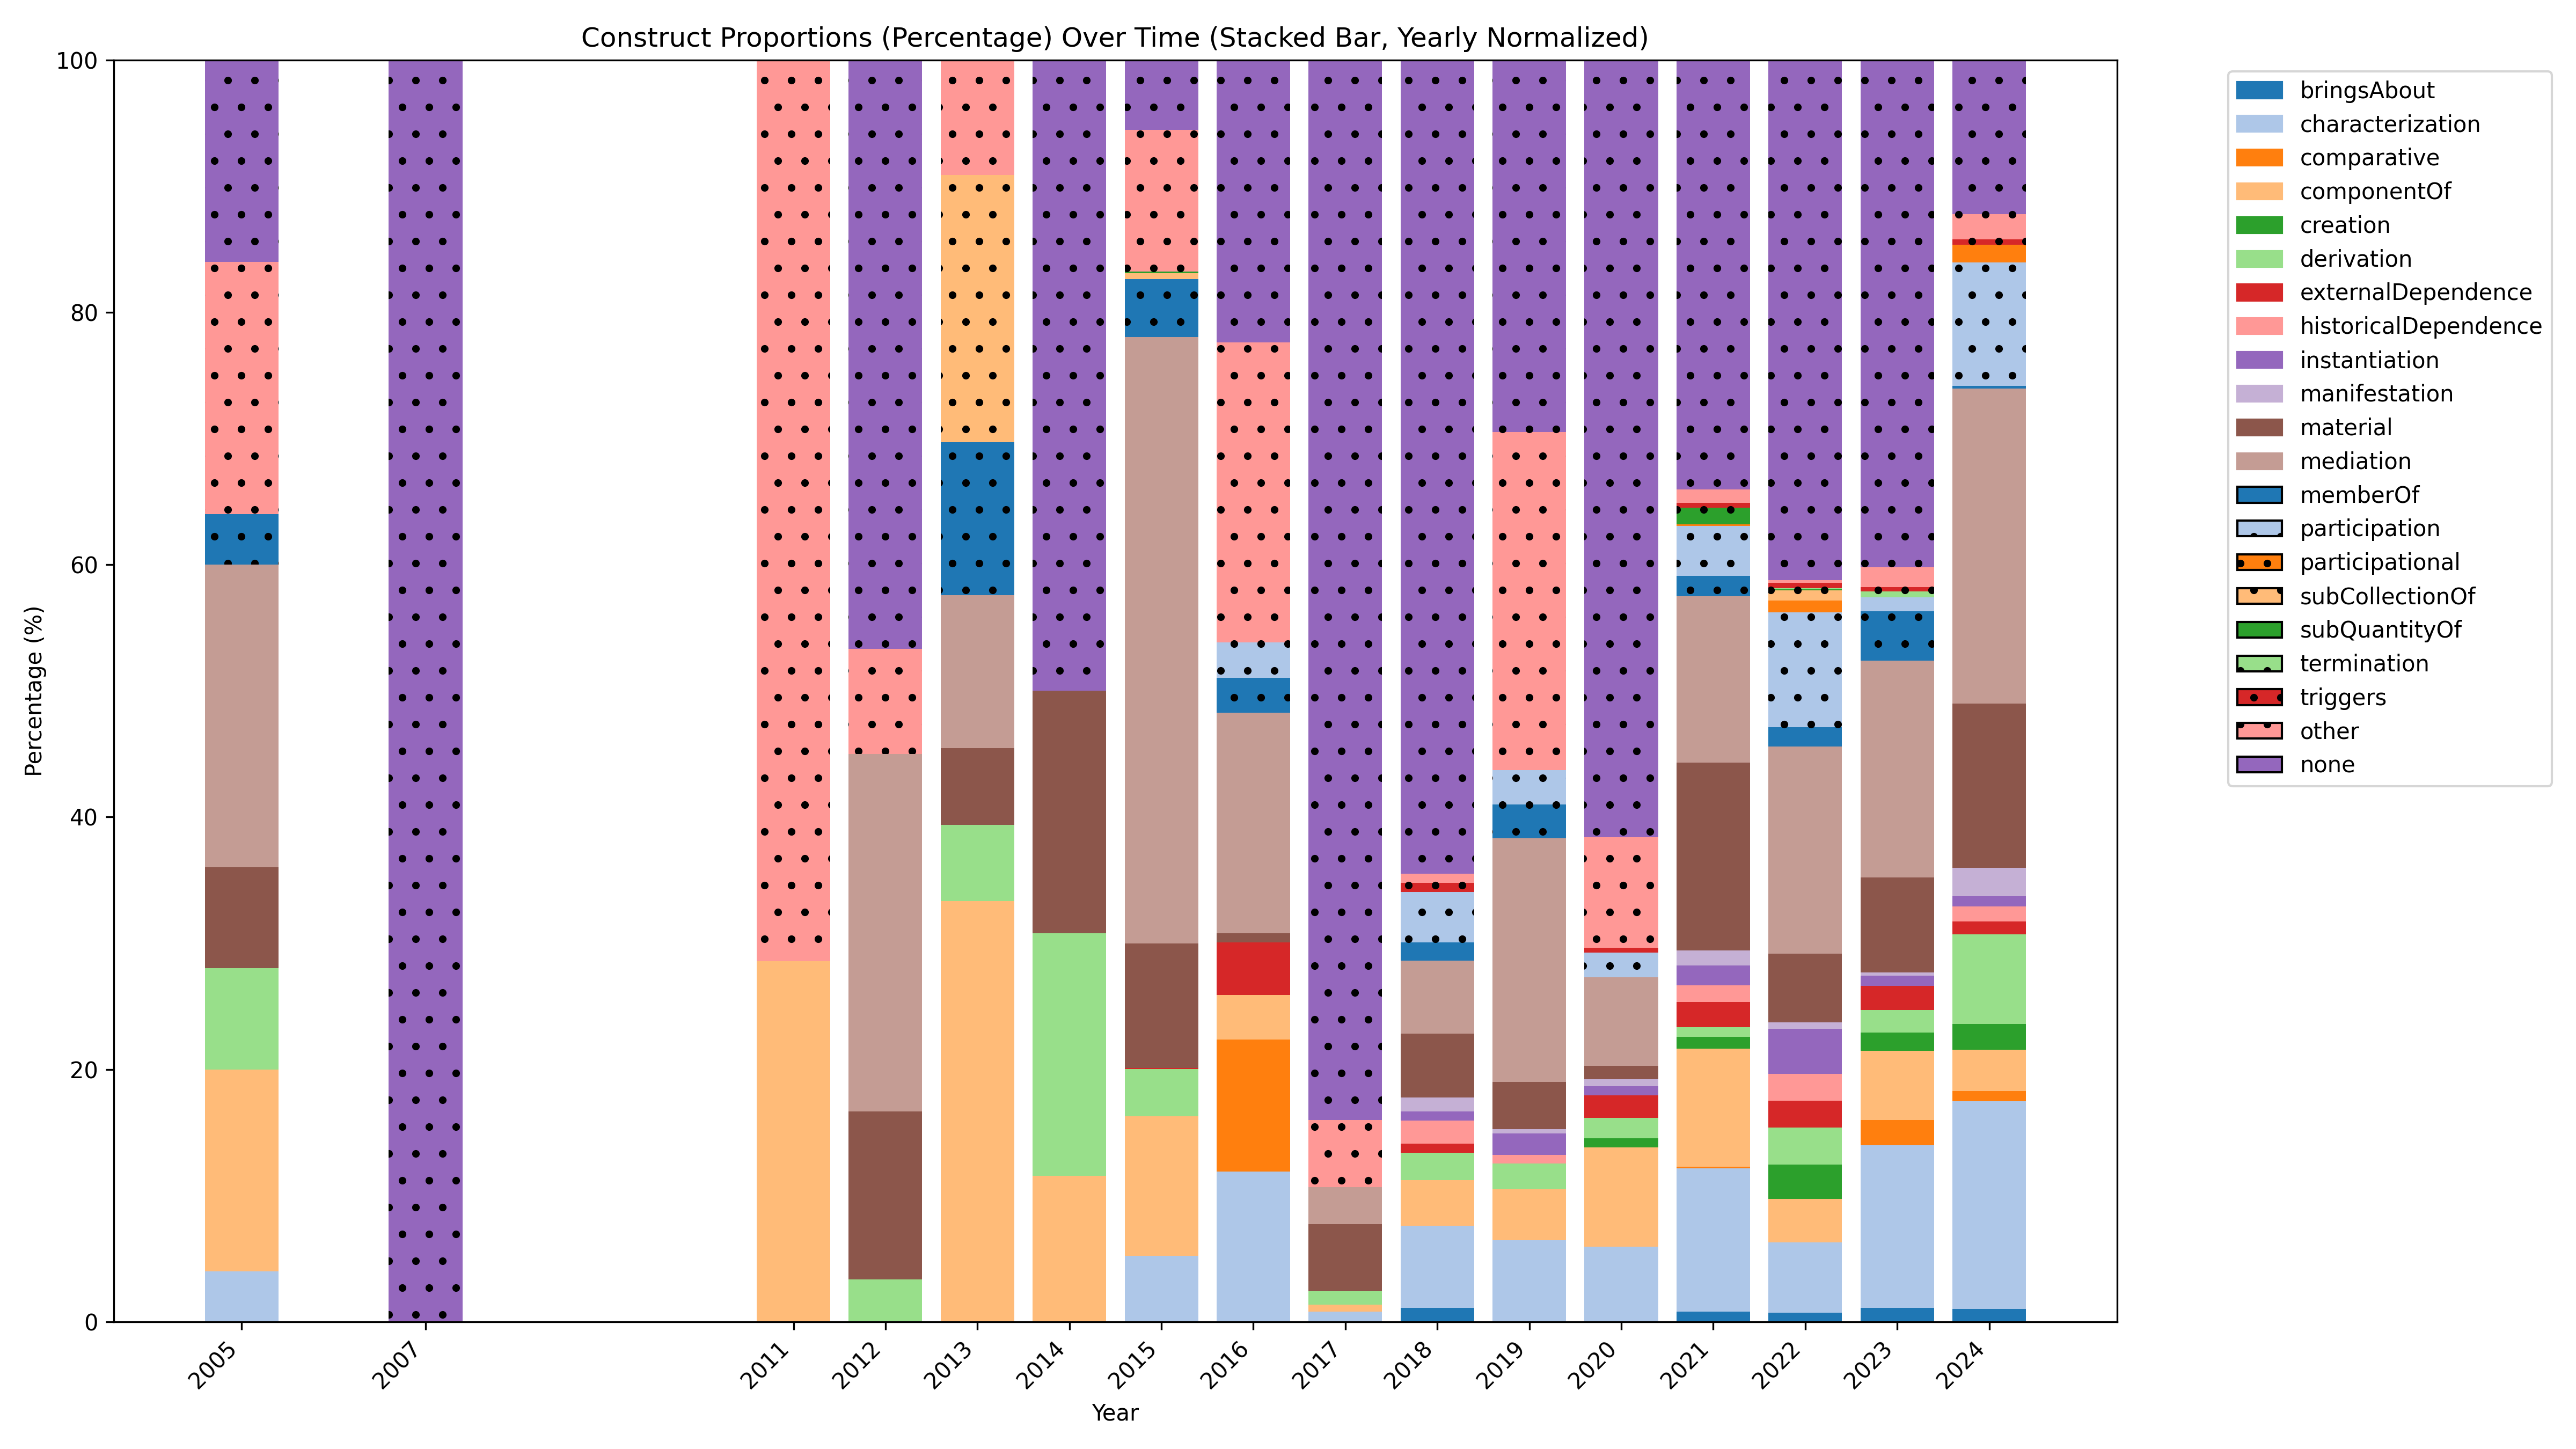 Construct Proportions (Percentage) Over Time (Stacked Bar, Yearly Normalized)
100
80
60
40
20
0
Percentage (%)
2005
2007
2011
2012
2013
2014
2015
2016
2017
2018
2019
2020
2021
2022
2023
2024
Year
bringsAbout
characterization
comparative
componentOf
creation
derivation
externalDependence
historicalDependence
instantiation
manifestation
material
mediation
memberOf
participation
participational
subCollectionOf
subQuantityOf
termination
triggers
other
none